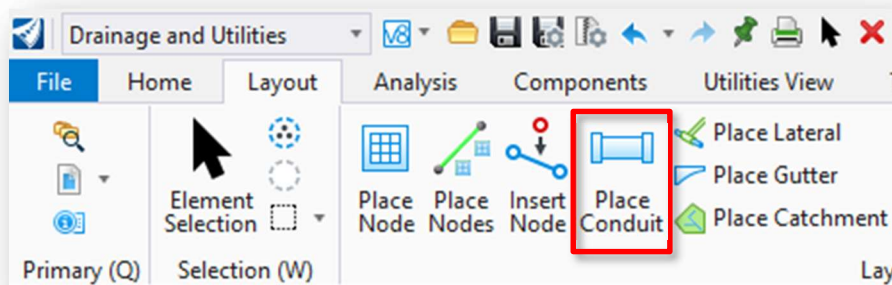 Drainage and Utilities
File Home Layout Analysis Components Utilities View
Element Selection
Place Node
Place Nodes
Insert Node
Place Conduit
Place Lateral
Place Gutter
Place Catchment
Primary (Q) Selection (W) Lay